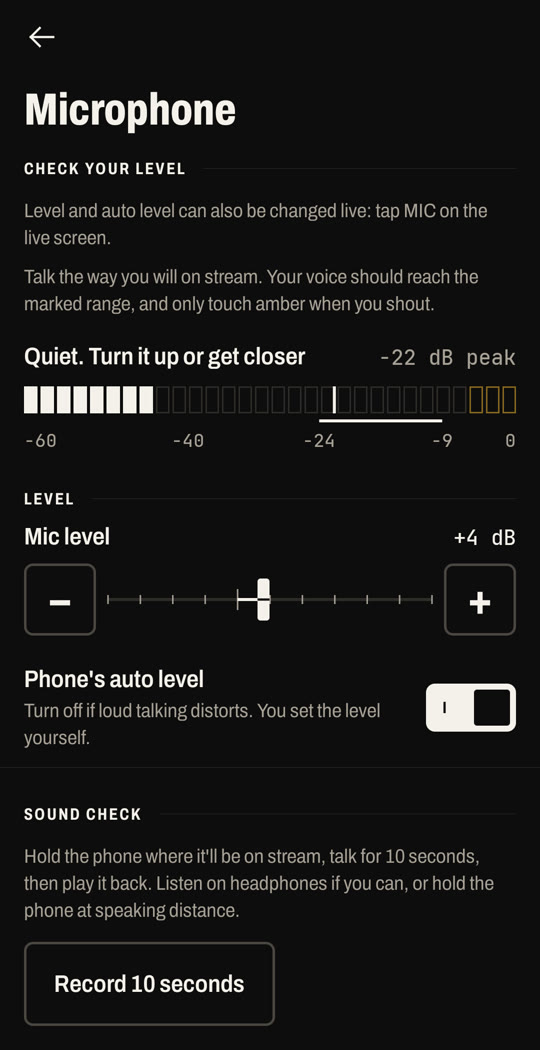 Microphone
CHECK YOUR LEVEL
Level and auto level can also be changed live: tap MIC on the
live screen.
Talk the way you will on stream. Your voice should reach the
marked range, and only touch amber when you shout.
Quiet. Turn it up or get closer -22 dB peak
-60 -40 -24 -9 0
LEVEL
Mic level +4 dB
Phone's auto level
Turn off if loud talking distorts. You set the level
yourself.
SOUND CHECK
Hold the phone where it'll be on stream, talk for 10 seconds,
then play it back. Listen on headphones if you can, or hold the
phone at speaking distance.
Record 10 seconds